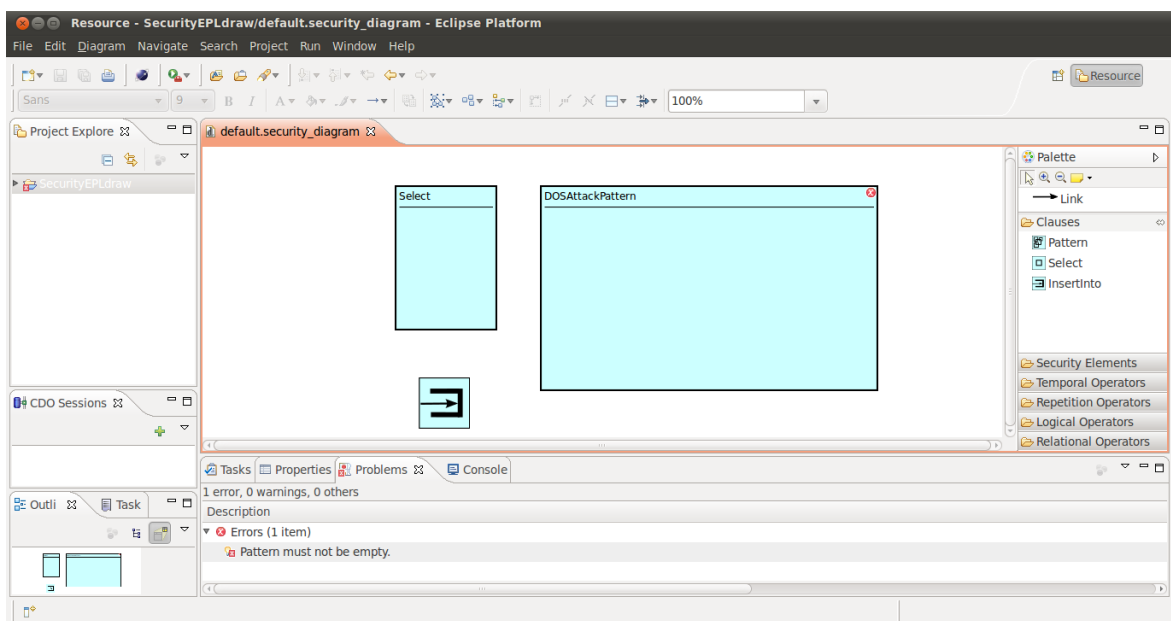 Resource - SecurityEPLdraw/default.security_diagram - Eclipse Platform
File Edit Diagram Navigate Search Project Run Window Help
Resource
Sans 9 B I A 100%
Project Explore
default.security_diagram
Palette
SecurityEPLdraw
Select
DOSAttackPattern
Link
Clauses
Pattern
Select
InsertInto
Security Elements
Temporal Operators
Repetition Operators
Logical Operators
Relational Operators
CDO Sessions
Tasks Properties Problems Console
1 error, 0 warnings, 0 others
Description
Errors (1 item)
Pattern must not be empty.
Outli Task